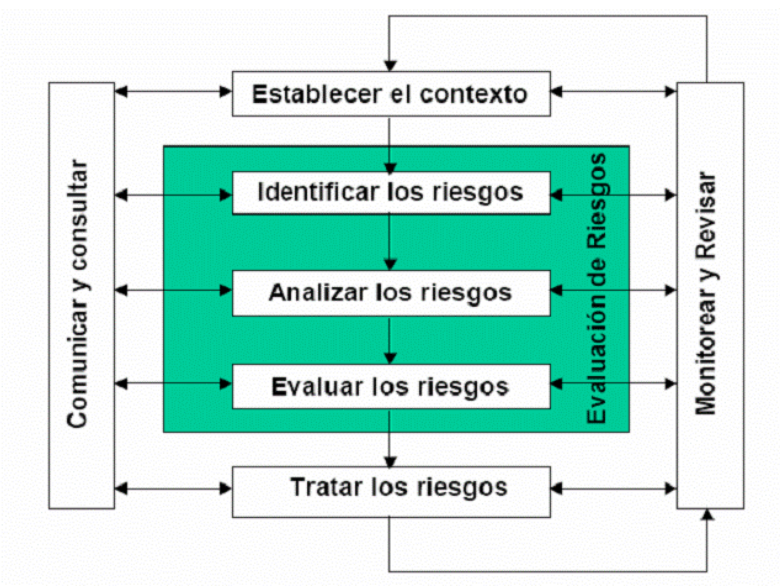 Establecer el contexto
Comunicar y consultar
Identificar los riesgos
Analizar los riesgos
Evaluar los riesgos
Evaluación de Riesgos
Monitorear y Revisar
Tratar los riesgos